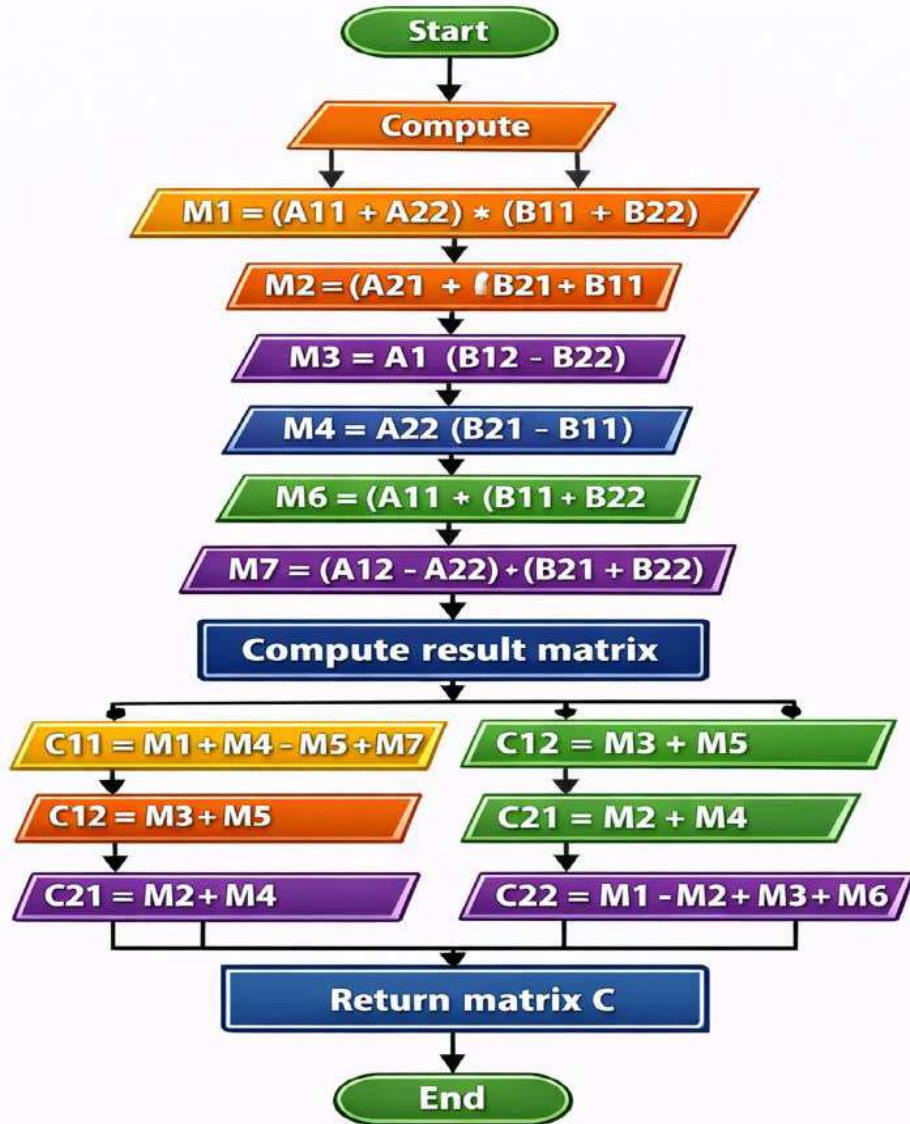 Start
Compute
M1 = (A11 + A22) * (B11 + B22)
M2 = (A21 + B21 + B11
M3 = A1 (B12 - B22)
M4 = A22 (B21 - B11)
M6 = (A11 + (B11 + B22
M7 = (A12 - A22) + (B21 + B22)
Compute result matrix
C11 = M1 + M4 - M5 + M7
C12 = M3 + M5
C12 = M3 + M5
C21 = M2 + M4
C21 = M2 + M4
C22 = M1 - M2 + M3 + M6
Return matrix C
End